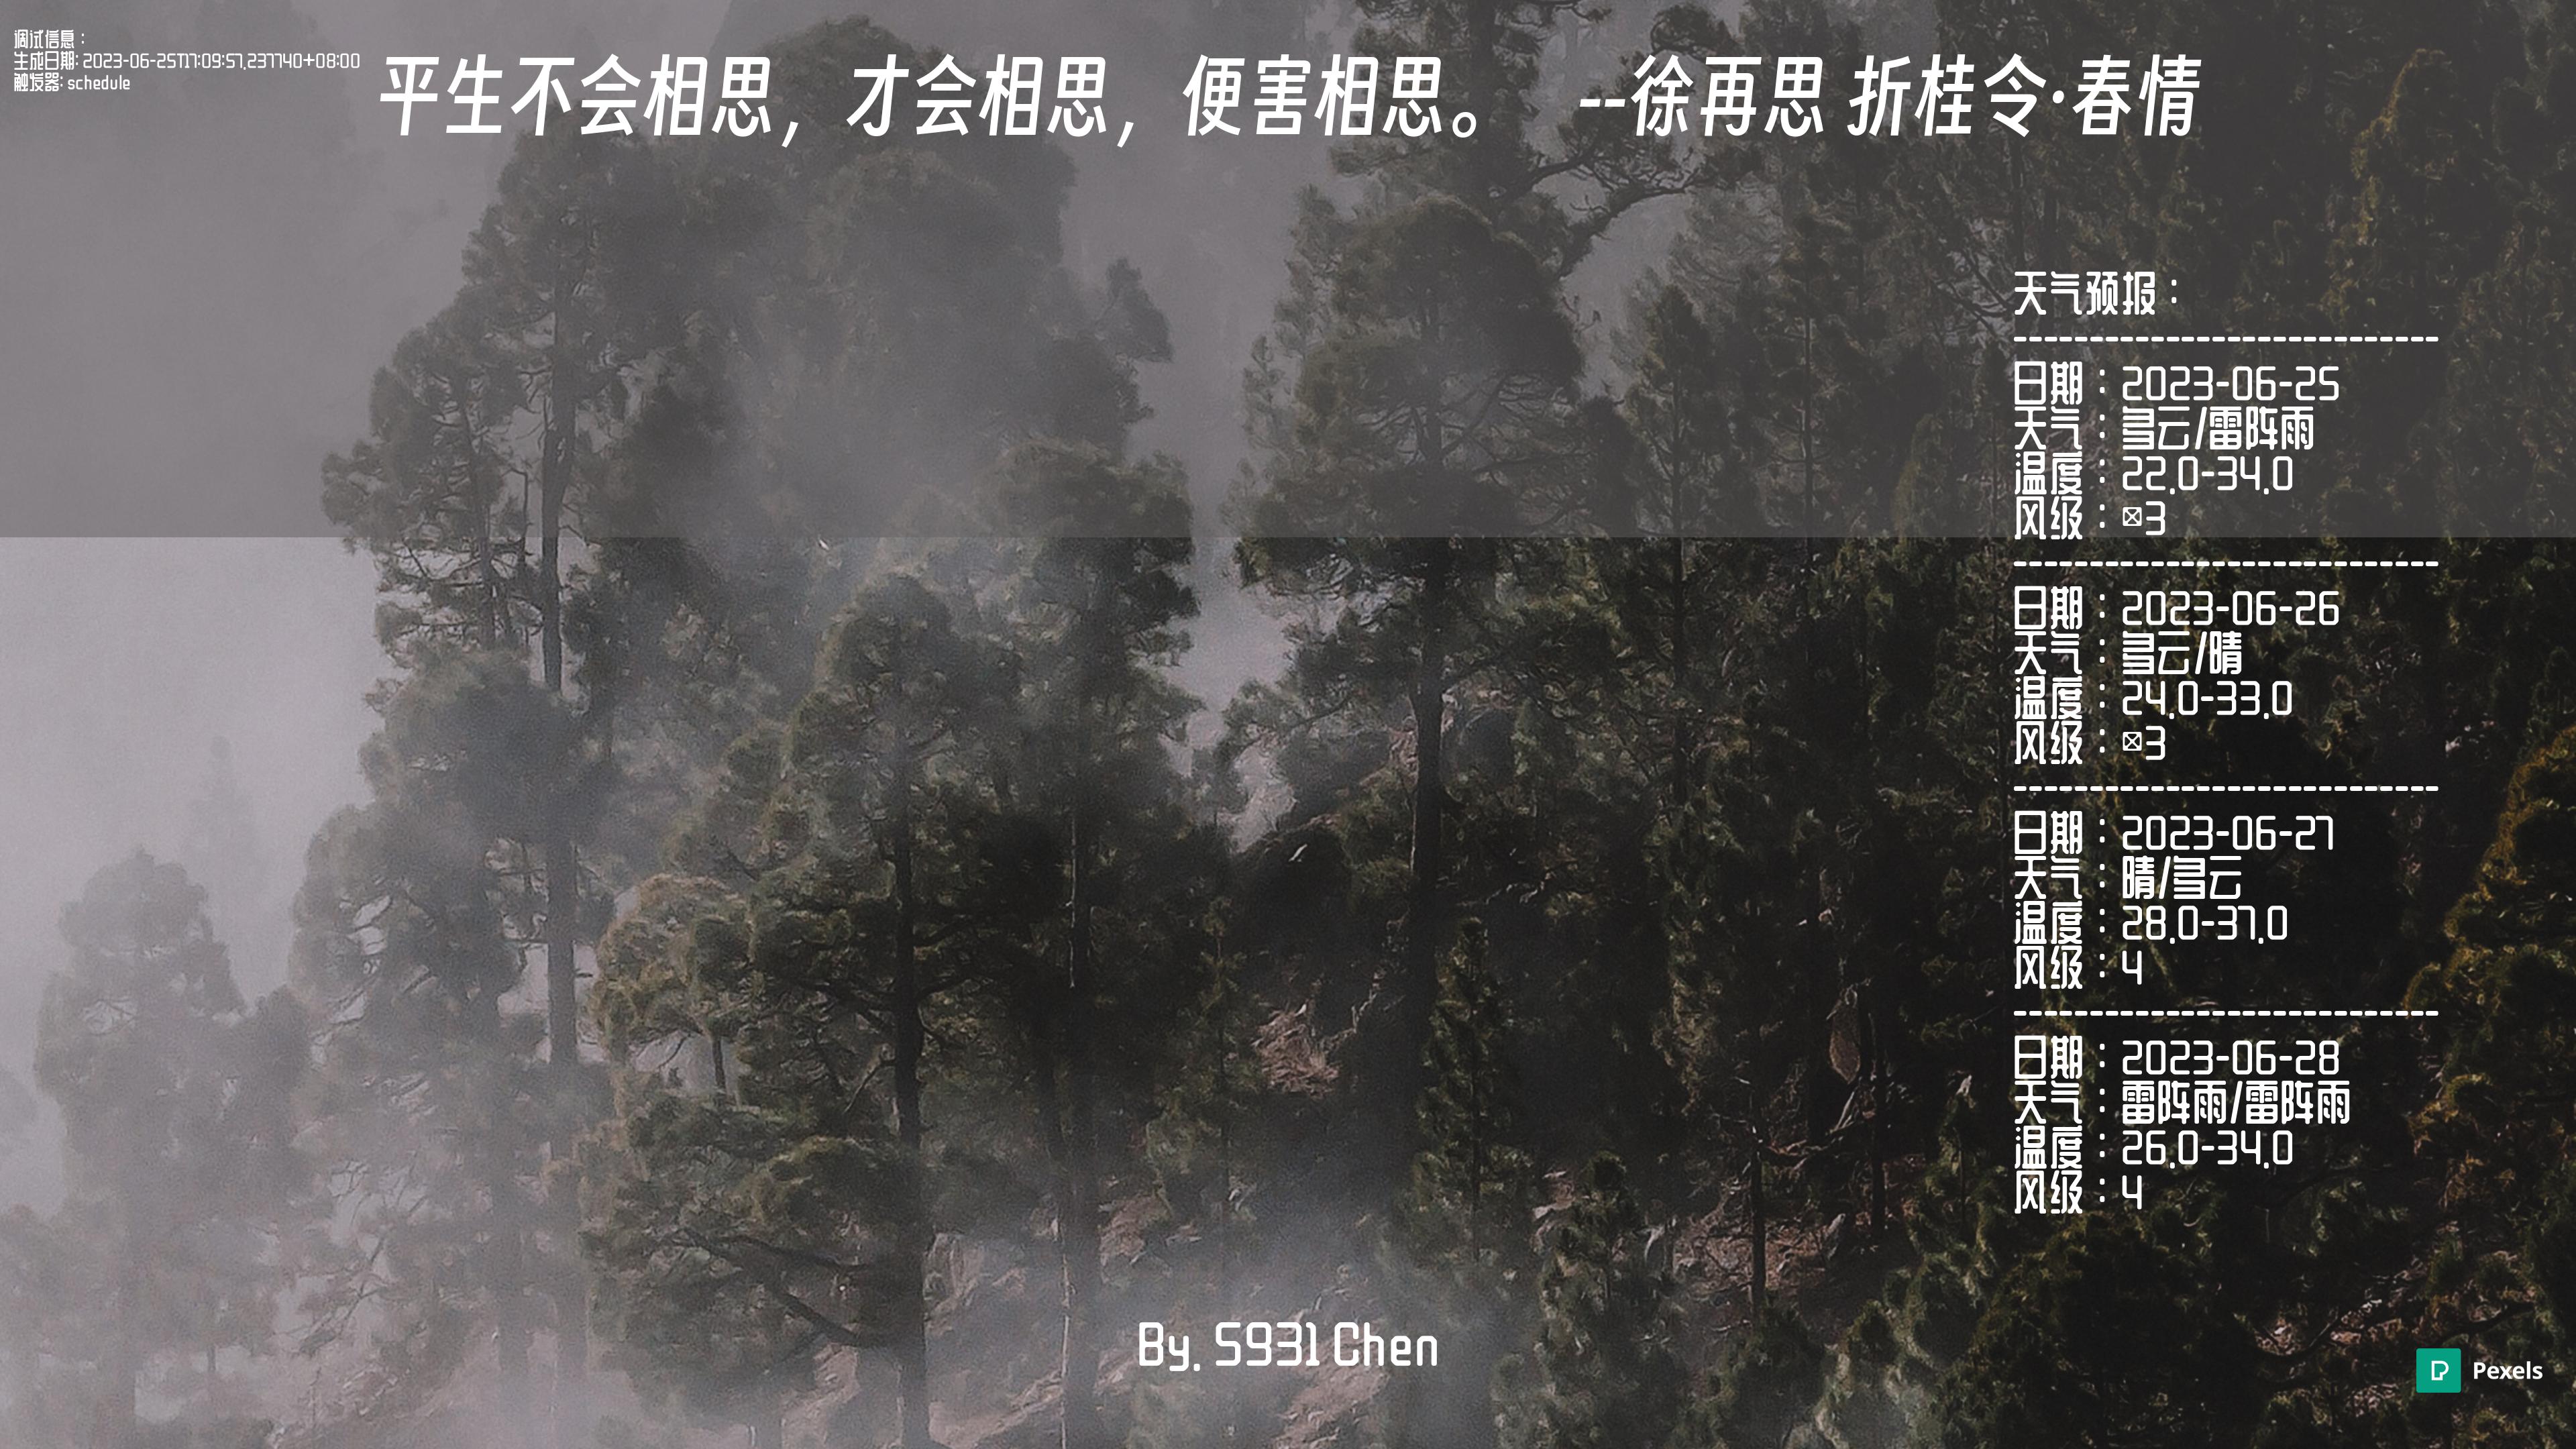 调试信息：
生成日期: 2023-06-25T17:09:57.237740+08:00
触发器: schedule
平生不会相思，才会相思，便害相思。 --徐再思 折桂令·春情
天气预报：
----------------------------
日期：2023-06-25
天气：多云/雷阵雨
温度：22.0-34.0
风级：☒3
----------------------------
日期：2023-06-26
天气：多云/晴
温度：24.0-33.0
风级：☒3
----------------------------
日期：2023-06-27
天气：晴/多云
温度：28.0-37.0
风级：4
----------------------------
日期：2023-06-28
天气：雷阵雨/雷阵雨
温度：26.0-34.0
风级：4
By. S931 Chen
Pexels